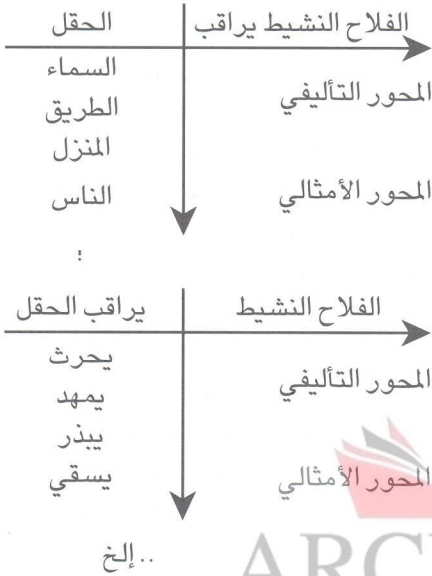 الفلاح النشيط يراقب الحقل
السماء
المحور التأليفي
الطريق
المنزل
المحور الأمثالي
الناس
:
الفلاح النشيط يراقب الحقل
يحرث
المحور التأليفي
يمهد
يبذر
المحور الأمثالي
يسقي
..إلخ
ARC